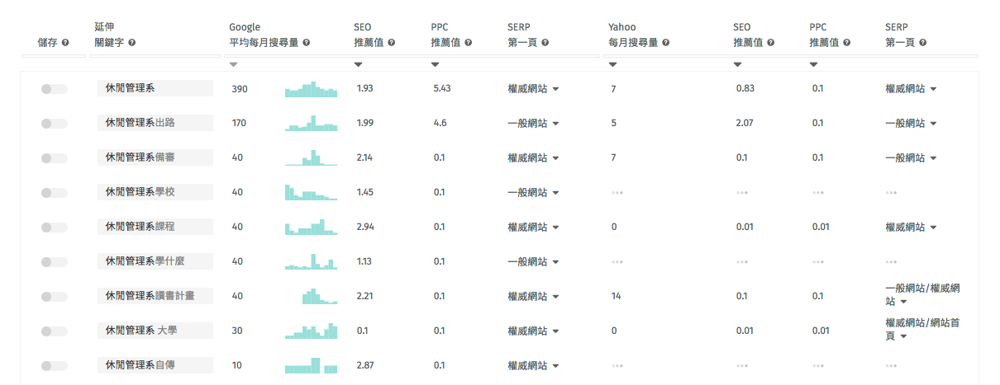 儲存
延伸
關鍵字
Google
平均每月搜尋量
SEO
推薦值
PPC
推薦值
SERP
第一頁
Yahoo
每月搜尋量
SEO
推薦值
PPC
推薦值
SERP
第一頁
休閒管理系 390 1.93 5.43 權威網站 7 0.83 0.1 權威網站
休閒管理系出路 170 1.99 4.6 一般網站 5 2.07 0.1 一般網站
休閒管理系備審 40 2.14 0.1 權威網站 7 0.1 0.1 一般網站
休閒管理系學校 40 1.45 0.1 一般網站
休閒管理系課程 40 2.94 0.1 權威網站 0 0.01 0.01 權威網站
休閒管理系學什麼 40 1.13 0.1 一般網站
休閒管理系讀書計畫 40 2.21 0.1 權威網站 14 0.1 0.1 一般網站/權威網
站
休閒管理系 大學 30 0.1 0.1 權威網站 0 0.01 0.01 權威網站/網站首
頁
休閒管理系自傳 10 2.87 0.1 權威網站